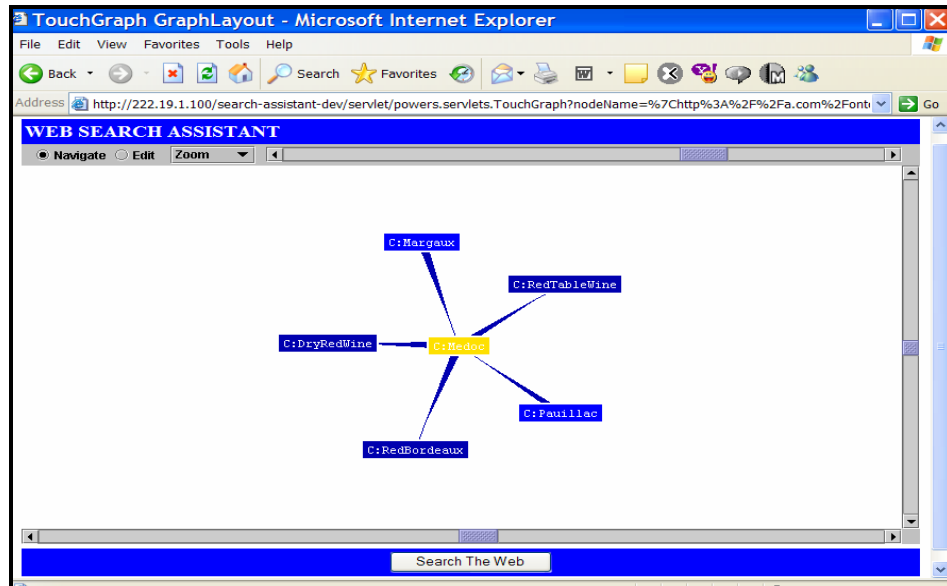 TouchGraph GraphLayout - Microsoft Internet Explorer
File Edit View Favorites Tools Help
Back Search Favorites
Address http://222.19.1.100/search-assistant-dev/servlet/powers.servlets.TouchGraph?nodeName=%7Chttp%3A%2F%2Fa.com%2Font Go
WEB SEARCH ASSISTANT
Navigate Edit Zoom
C:Margaux
C:RedTableWine
C:DryRedWine
C:Medoc
C:Pauillac
C:RedBordeaux
Search The Web